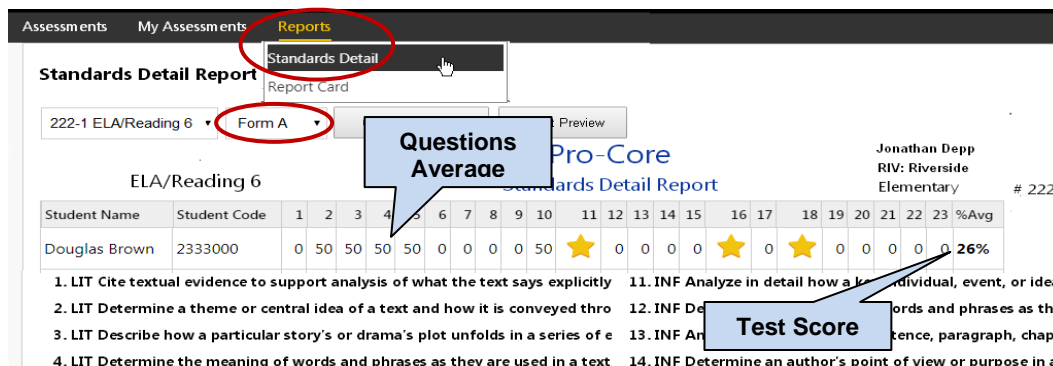 Assessments My Assessments Reports
Standards Detail
Report Card
Standards Detail Report
222-1 ELA/Reading 6 Form A Preview
Questions
Average
Pro-Core
Standards Detail Report
Jonathan Depp
RIV: Riverside
Elementary
# 222
ELA/Reading 6
Student Name Student Code 1 2 3 4 5 6 7 8 9 10 11 12 13 14 15 16 17 18 19 20 21 22 23 %Avg
Douglas Brown 2333000 0 50 50 50 50 0 0 0 0 50 0 0 0 0 0 0 0 0 0 0 26%
1. LIT Cite textual evidence to support analysis of what the text says explicitly
11. INF Analyze in detail how a key individual, event, or idea
2. LIT Determine a theme or central idea of a text and how it is conveyed thro
12. INF De ords and phrases as th
3. LIT Describe how a particular story's or drama's plot unfolds in a series of e
13. INF An tence, paragraph, chap
4. LIT Determine the meaning of words and phrases as they are used in a text
14. INF Determine an author's point of view or purpose in a
Test Score